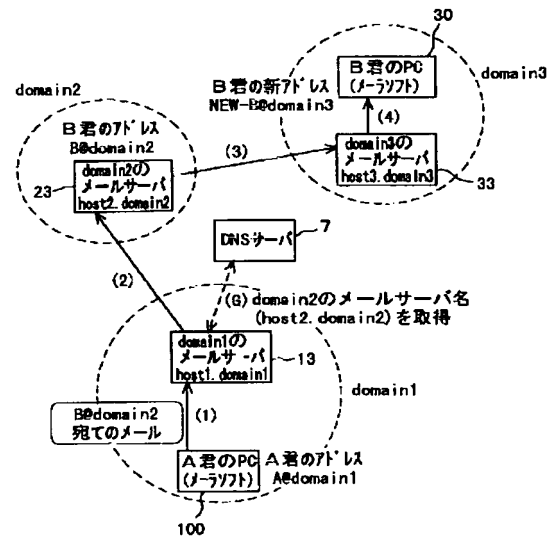 30
B君のPC
(メーラソフト)
domain3
B君の新アドレス
NEW-B@domain3
(4)
domain3の
メールサーバ
host3.domain3
33
domain2
B君のアドレス
B@domain2
(3)
domain2の
メールサーバ
host2.domain2
23
DNSサーバ
7
(2)
(G)
domain2のメールサーバ名
(host2.domain2)を取得
domain1の
メールサーバ
host1.domain1
13
domain1
B@domain2
宛てのメール
(1)
A君のPC
(メーラソフト)
A君のアドレス
A@domain1
100